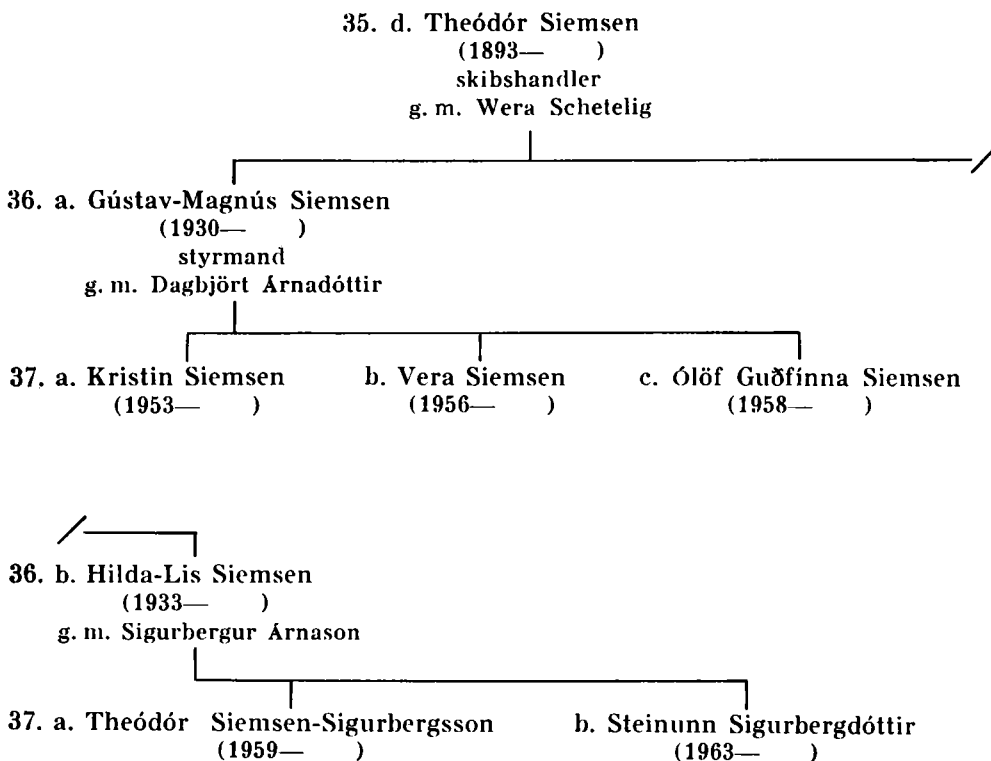 35. d. Theódór Siemsen
(1893— )
skibshandler
g. m. Wera Schetelig
36. a. Gústav-Magnús Siemsen
(1930— )
styrmand
g. m. Dagbjört Árnadóttir
37. a. Kristin Siemsen b. Vera Siemsen c. Ólöf Guðfinna Siemsen
(1953— ) (1956— ) (1958— )
36. b. Hilda-Lis Siemsen
(1933— )
g. m. Sigurbergur Árnason
37. a. Theódór Siemsen-Sigurbergsson b. Steinunn Sigurbergdóttir
(1959— ) (1963— )